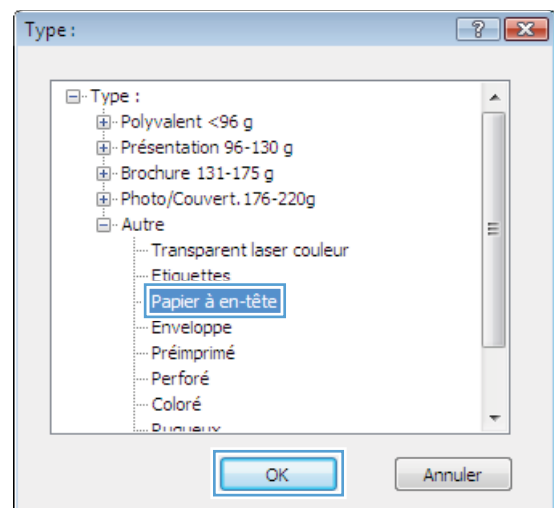 Type :
Type :
Polyvalent <96 g
Présentation 96-130 g
Brochure 131-175 g
Photo/Couvert. 176-220g
Autre
Transparent laser couleur
Etiquettes
Papier à en-tête
Enveloppe
Préimprimé
Perforé
Coloré
Rugueux
OK Annuler